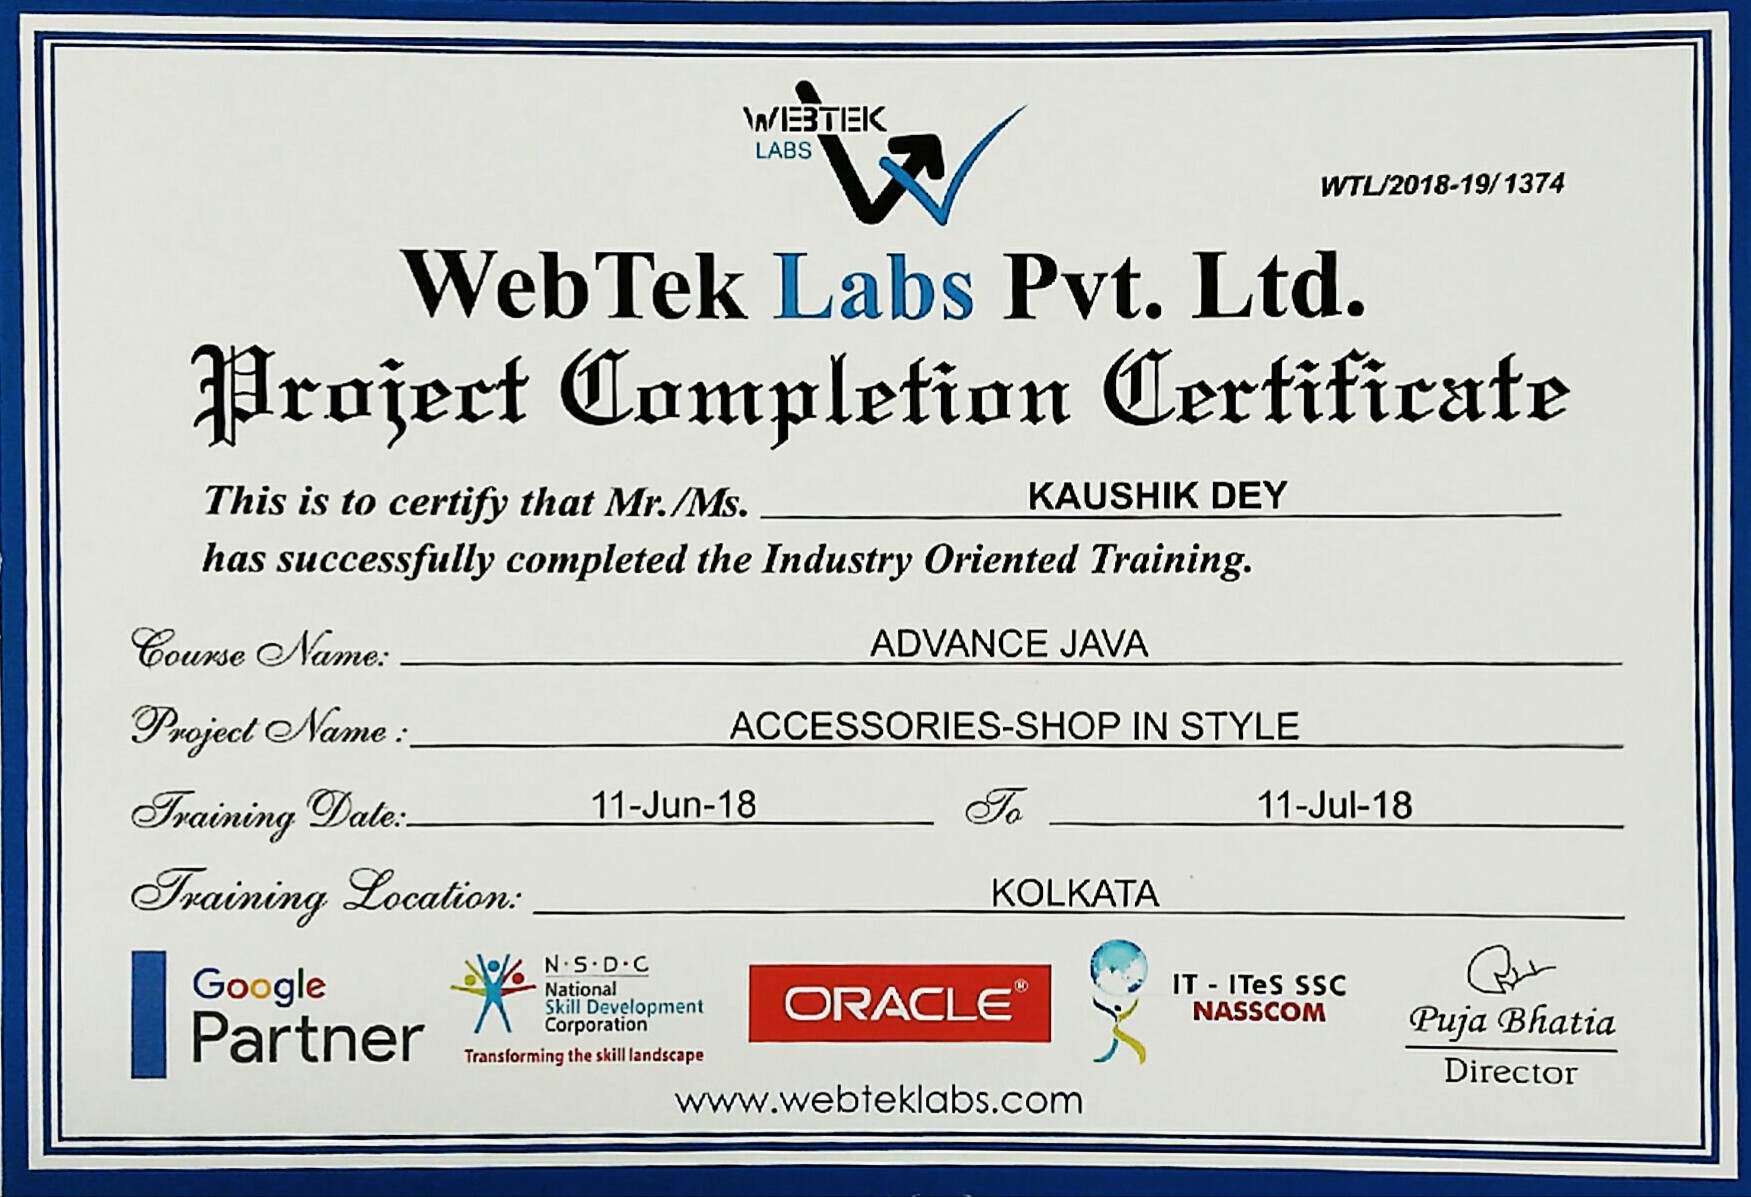 WEBTEK
LABS
WTL/2018-19/1374
WebTek Labs Pvt. Ltd.
Project Completion Certificate
This is to certify that Mr./Ms. KAUSHIK DEY
has successfully completed the Industry Oriented Training.
Course Name: ADVANCE JAVA
Project Name : ACCESSORIES-SHOP IN STYLE
Training Date: 11-Jun-18 To 11-Jul-18
Training Location: KOLKATA
Google
Partner
N·S·D·C
National
Skill Development
Corporation
Transforming the skill landscape
ORACLE®
IT - ITeS SSC
NASSCOM
Puja Bhatia
Director
www.webteklabs.com